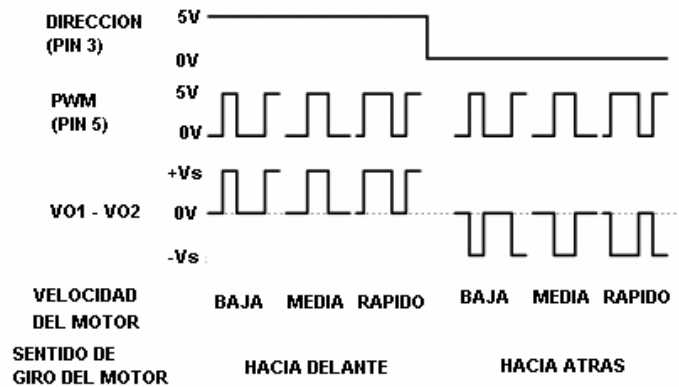 DIRECCION
(PIN 3)
5V
0V
PWM
(PIN 5)
5V
0V
VO1 - VO2
+Vs
0V
-Vs
VELOCIDAD
DEL MOTOR
BAJA MEDIA RAPIDO BAJA MEDIA RAPIDO
SENTIDO DE
GIRO DEL MOTOR
HACIA DELANTE HACIA ATRAS